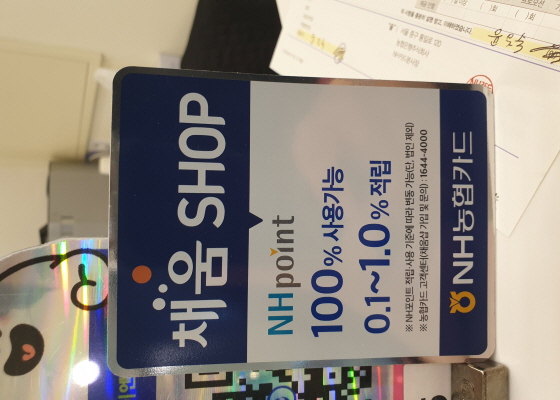 채움 SHOP
NH point
100% 사용가능
0.1~1.0% 적립
※ NH포인트 적립/사용 기준에 따라 변동 가능(단, 법인 제외)
※ 농협카드 고객센터(채움샵 가입 및 문의) : 1644-4000
NH농협카드